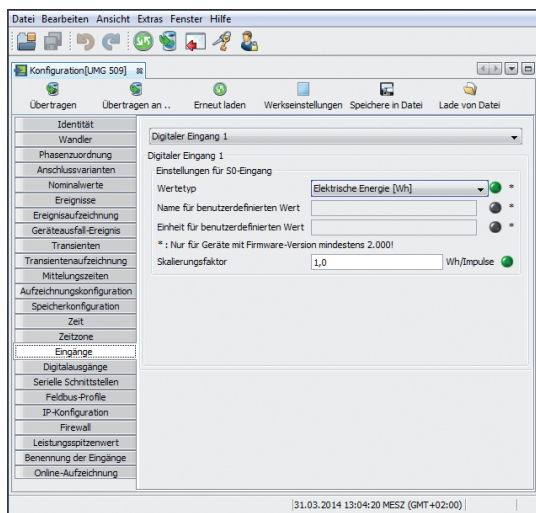 Datei Bearbeiten Ansicht Extras Fenster Hilfe
Konfiguration[UMG 509]
Übertragen Übertragen an .. Erneut laden Werkseinstellungen Speichere in Datei Lade von Datei
Identität
Wandler
Phasenzuordnung
Anschlussvarianten
Nominalwerte
Ereignisse
Ereignisaufzeichnung
Geräteausfall-Ereignis
Transienten
Transientenaufzeichnung
Mittelungszeiten
Aufzeichnungskonfiguration
Speicherkonfiguration
Zeit
Zeitzone
Eingänge
Digitalausgänge
Serielle Schnittstellen
Feldbus-Profile
IP-Konfiguration
Firewall
Leistungsspitzenwert
Benennung der Eingänge
Online-Aufzeichnung
Digitaler Eingang 1
Digitaler Eingang 1
Einstellungen für S0-Eingang
Wertetyp Elektrische Energie [Wh] *
Name für benutzerdefinierten Wert *
Einheit für benutzerdefinierten Wert *
* : Nur für Geräte mit Firmware-Version mindestens 2.000!
Skalierungsfaktor 1,0 Wh/Impulse
31.03.2014 13:04:20 MESZ (GMT+02:00)